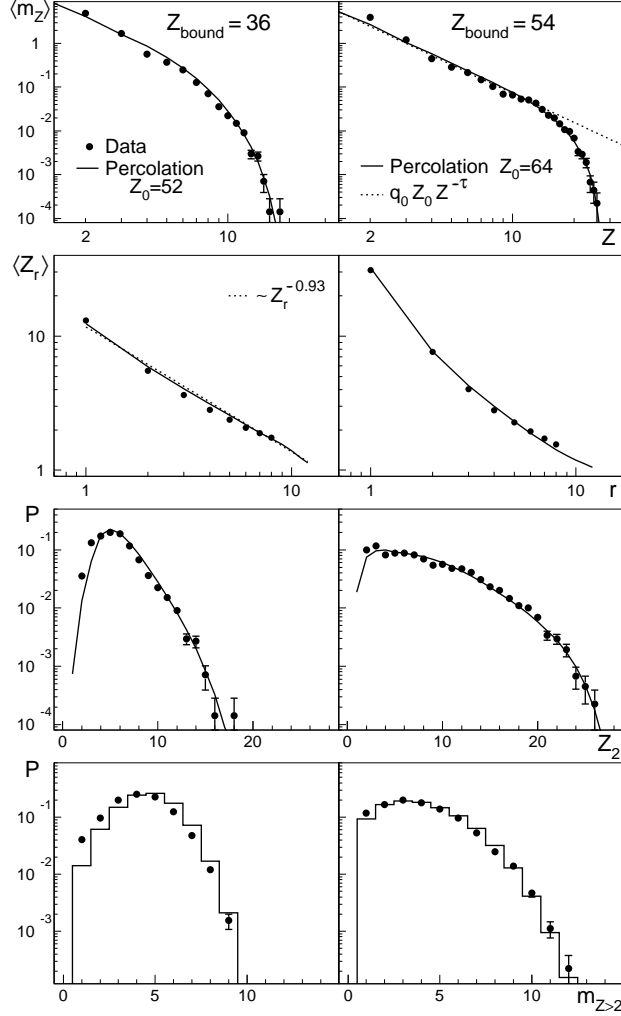 ⟨m_Z⟩ Z_bound = 36 Z_bound = 54
1
10^-1
10^-2
10^-3
10^-4
● Data
— Percolation
Z_0=52
— Percolation Z_0=64
····· q_0 Z_0 Z^-τ
2 10 2 10 Z
⟨Z_r⟩
····· ~Z_r^-0.93
10
1
1 10 1 10 r
P
10^-1
10^-2
10^-3
10^-4
0 10 20 0 10 20 Z_2
P
10^-1
10^-2
10^-3
0 5 10 0 5 10 m_Z>2